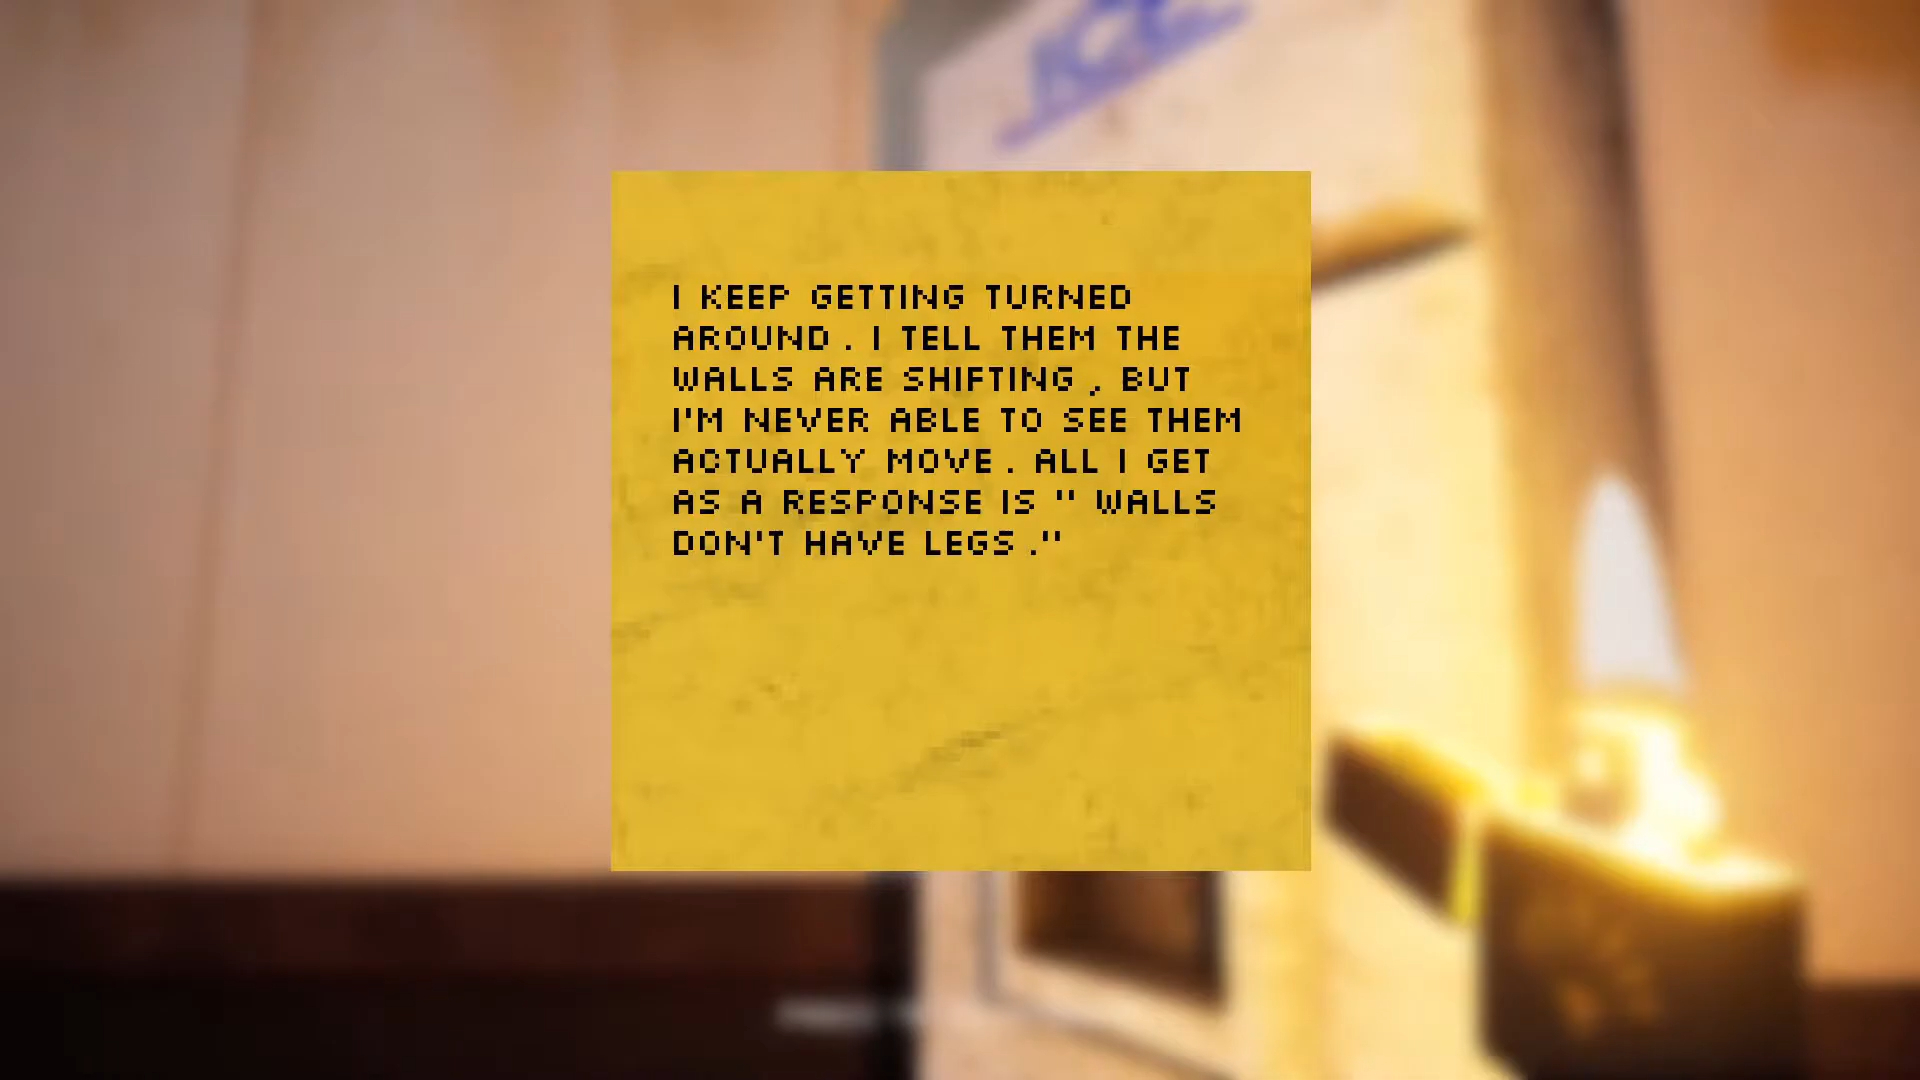 ICE
I KEEP GETTING TURNED
AROUND. I TELL THEM THE
WALLS ARE SHIFTING, BUT
I'M NEVER ABLE TO SEE THEM
ACTUALLY MOVE. ALL I GET
AS A RESPONSE IS " WALLS
DON'T HAVE LEGS."